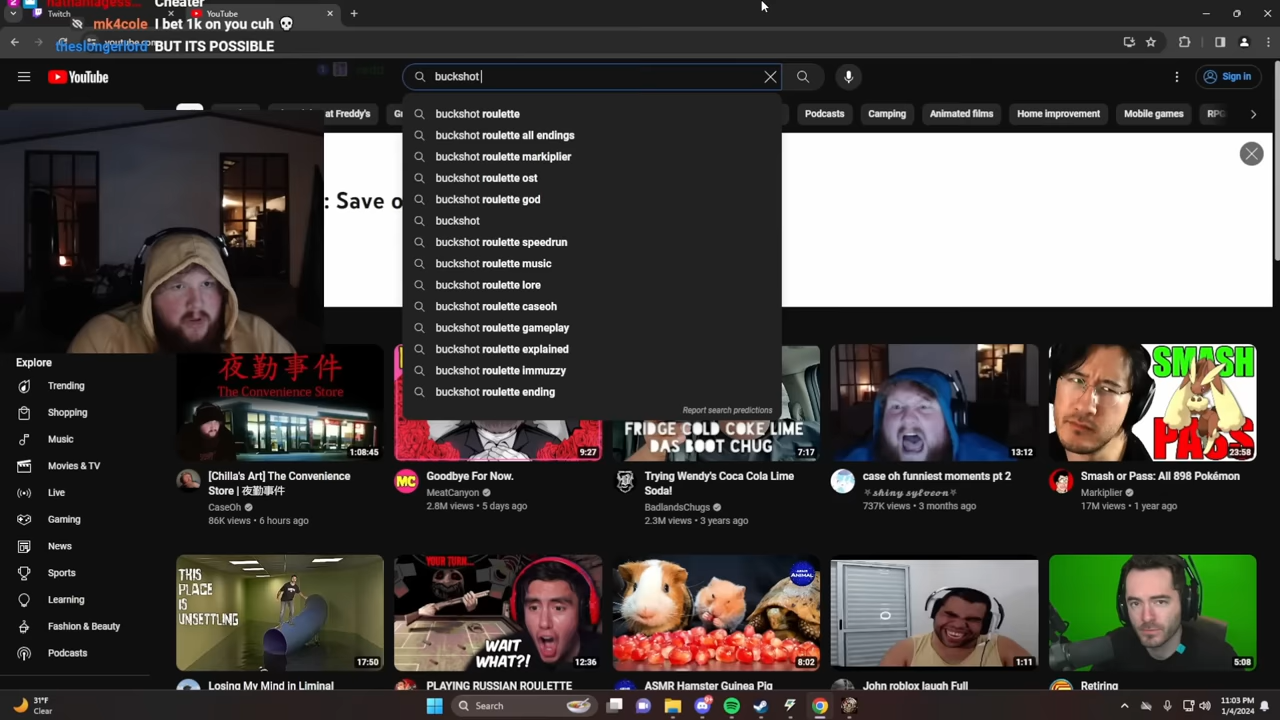 Cheater
Twitch
YouTube
mk4cole I bet 1k on you cuh 💀
theslongerlord BUT ITS POSSIBLE
YouTube
buckshot
Sign in
at Freddy's
Podcasts
Camping
Animated films
Home improvement
Mobile games
RPG
buckshot roulette
buckshot roulette all endings
buckshot roulette markiplier
buckshot roulette ost
buckshot roulette god
buckshot
buckshot roulette speedrun
buckshot roulette music
buckshot roulette lore
buckshot roulette caseoh
buckshot roulette gameplay
buckshot roulette explained
buckshot roulette immuzzy
buckshot roulette ending
Report search predictions
: Save o
Explore
Trending
Shopping
Music
Movies & TV
Live
Gaming
News
Sports
Learning
Fashion & Beauty
Podcasts
夜勤事件
The Convenience Store
1:08:45
9:27
FRIDGE COLD COKE LIME
DAS BOOT CHUG
7:17
13:12
SMASH
PASS
23:58
[Chilla's Art] The Convenience
Store | 夜勤事件
CaseOh
86K views • 6 hours ago
MC
Goodbye For Now.
MeatCanyon
2.8M views • 5 days ago
Trying Wendy's Coca Cola Lime
Soda!
BadlandsChugs
2.3M views • 3 years ago
case oh funniest moments pt 2
𝓼𝓱𝓲𝓷𝔂 𝓼𝔂𝓵𝓿𝓮𝓸𝓷
737K views • 3 months ago
Smash or Pass: All 898 Pokémon
Markiplier
17M views • 1 year ago
THIS
PLACE
IS
UNSETTLING
17:50
YOUR TURN...
WAIT
WHAT?!
12:36
ANIMAL
8:02
1:11
5:08
Losing My Mind in Liminal
PLAYING RUSSIAN ROULETTE
ASMR Hamster Guinea Pig
John roblox laugh Full
Retiring
31°F
Clear
Search
11:03 PM
1/4/2024